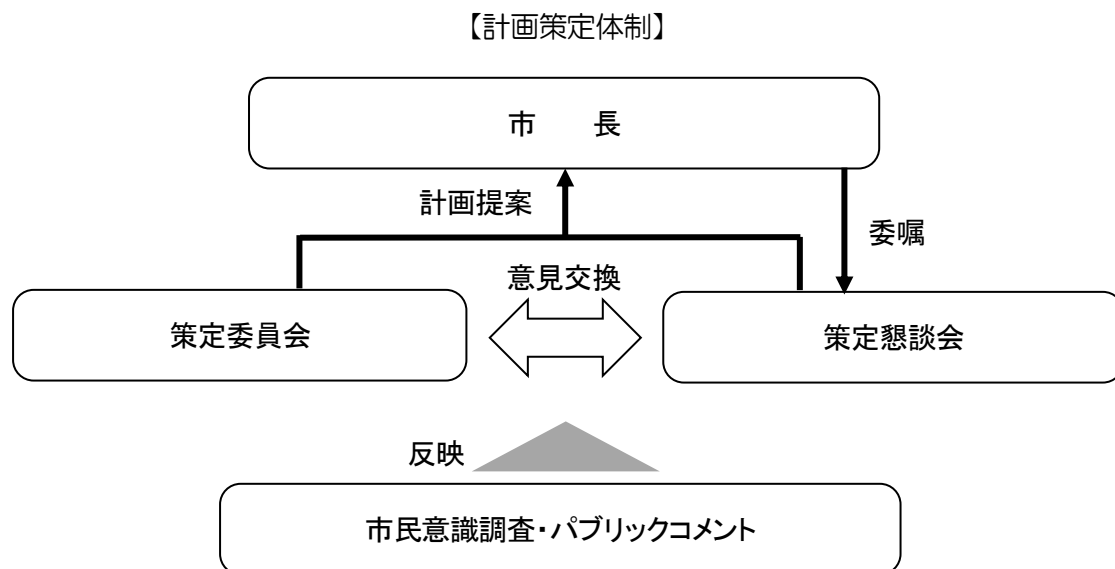 【計画策定体制】
市　　長
計画提案
委嘱
意見交換
策定委員会
策定懇談会
反映
市民意識調査・パブリックコメント